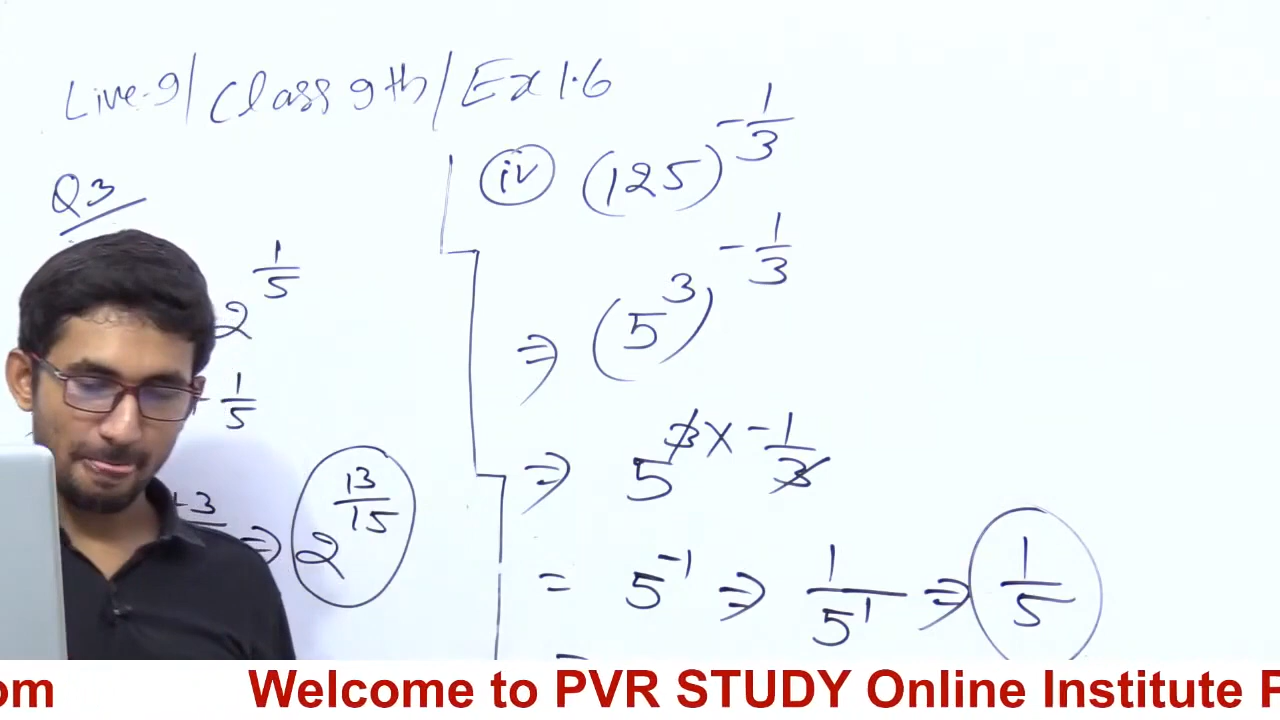 Live-9/ Class 9th / Ex 1.6
Q3
2^{1/5}
1/5
+3
⇒ 2^{13/15}
(iv) (125)^{-1/3}
⇒ (5^3)^{-1/3}
⇒ 5^{3 × -1/3}
= 5^{-1} ⇒ 1/5^1 ⇒ 1/5
om Welcome to PVR STUDY Online Institute P